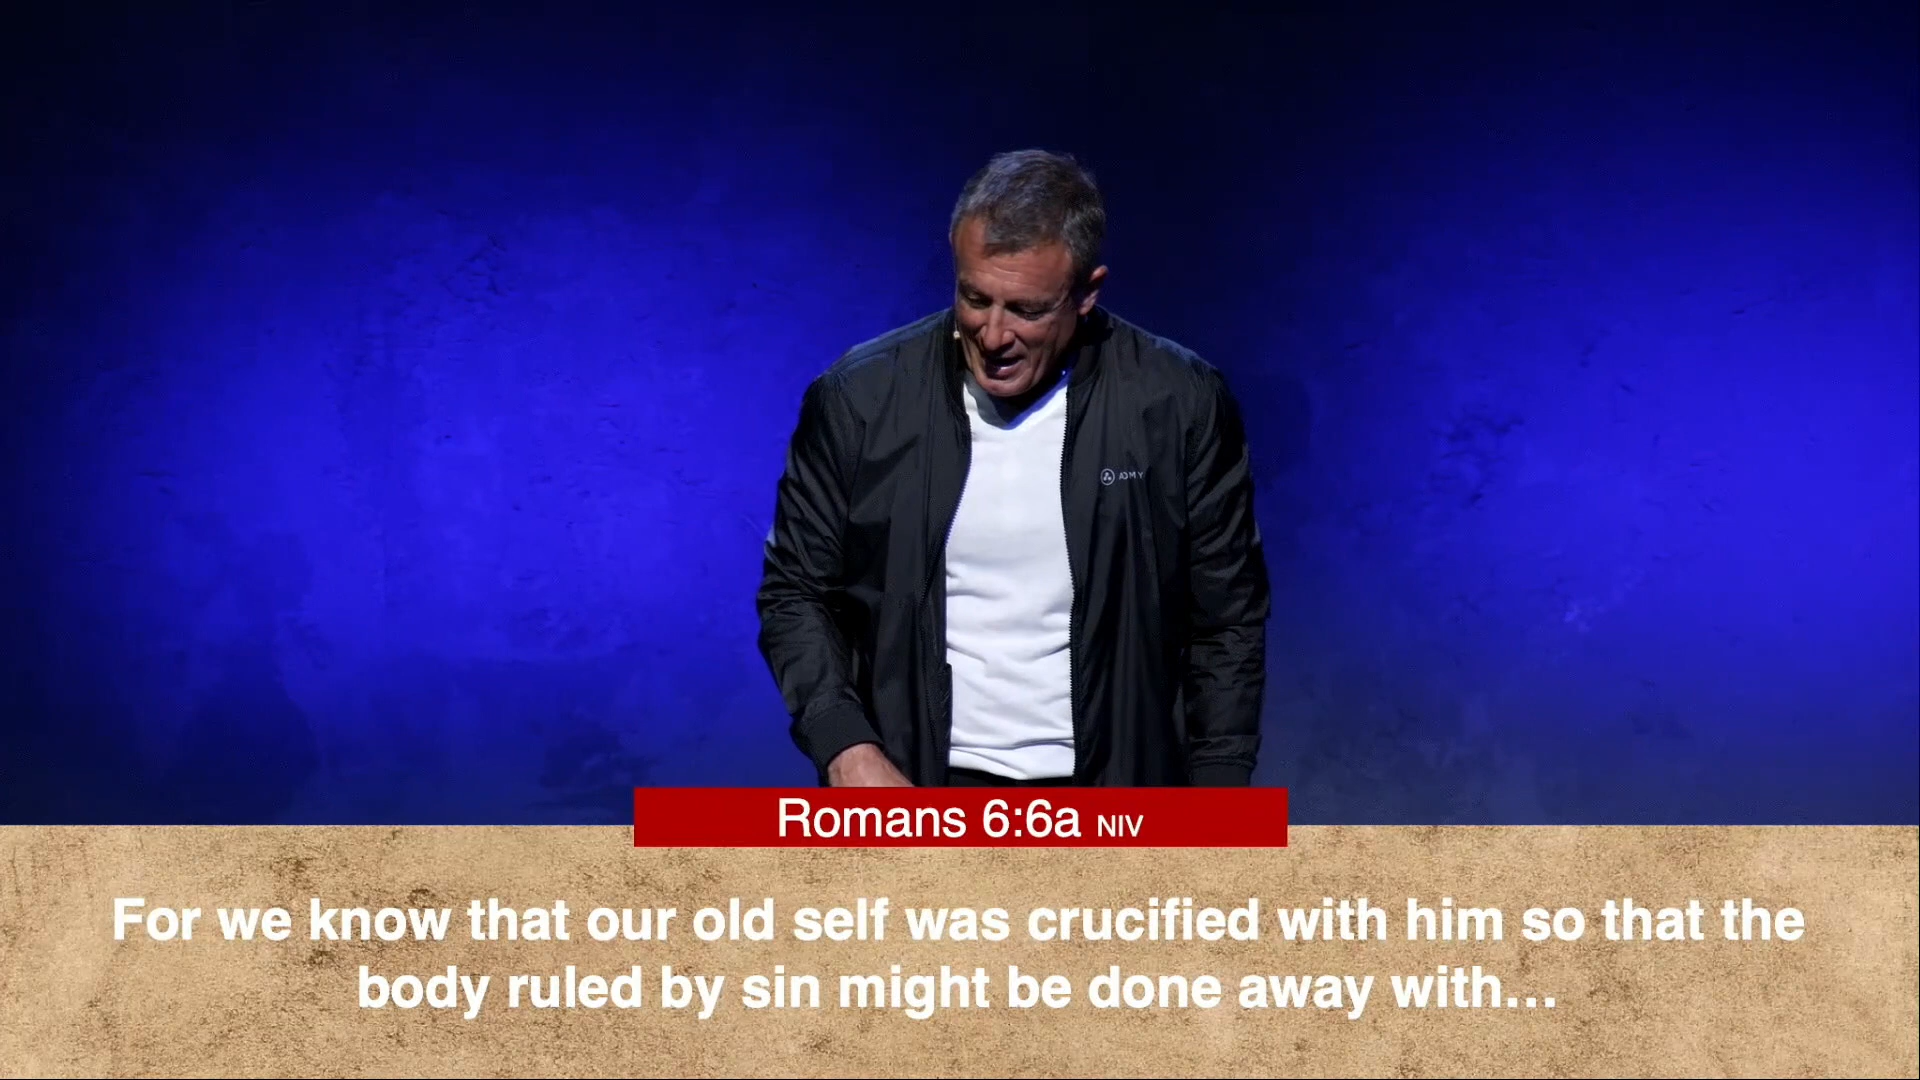 Romans 6:6a NIV
For we know that our old self was crucified with him so that the
body ruled by sin might be done away with...